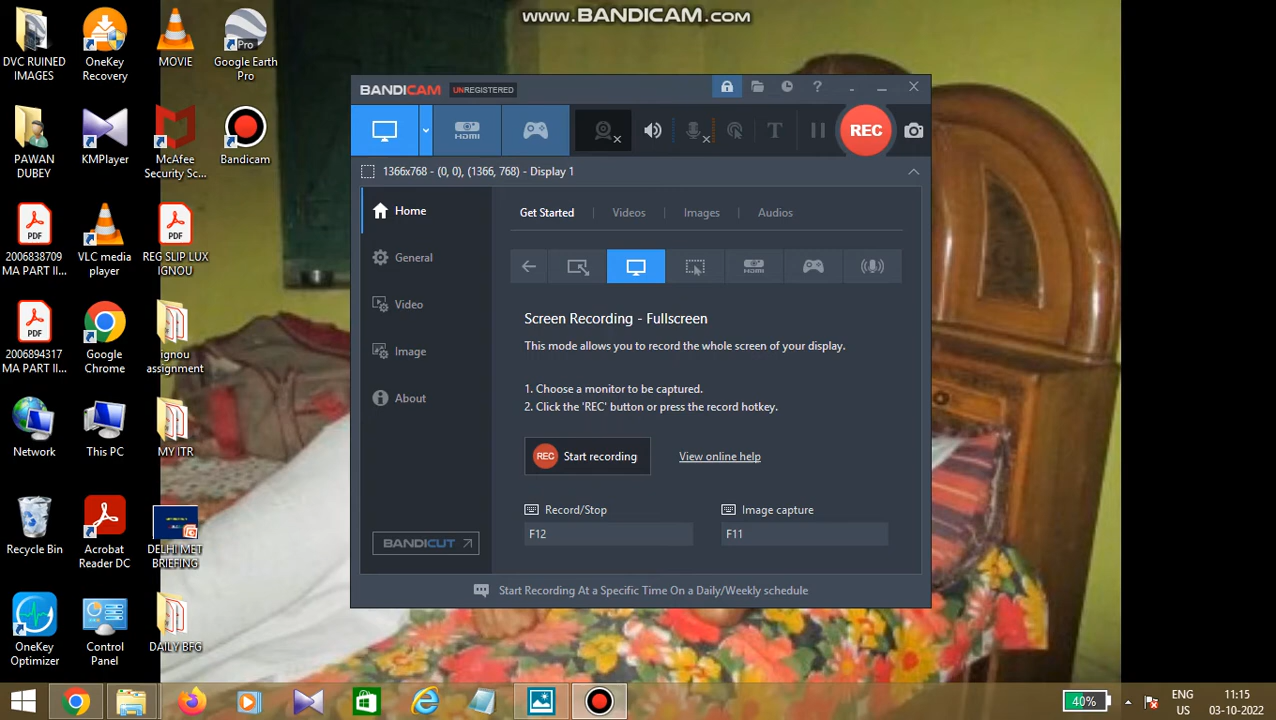 www.BANDICAM.com
DVC RUINED
IMAGES
OneKey
Recovery
MOVIE
Pro
Google Earth
Pro
PAWAN
DUBEY
KMPlayer
McAfee
Security Sc...
Bandicam
PDF
2006838709
MA PART II...
VLC media
player
PDF
REG SLIP LUX
IGNOU
PDF
2006894317
MA PART II...
Google
Chrome
ignou
assignment
Network
This PC
MY ITR
Recycle Bin
Acrobat
Reader DC
DELHI MET
BRIEFING
OneKey
Optimizer
Control
Panel
DAILY BFG
BANDICAM UNREGISTERED
HDMI
T
REC
1366x768 - (0, 0), (1366, 768) - Display 1
Home
General
Video
Image
About
BANDICUT
Get Started | Videos | Images | Audios
HDMI
Screen Recording - Fullscreen
This mode allows you to record the whole screen of your display.
1. Choose a monitor to be captured.
2. Click the 'REC' button or press the record hotkey.
REC Start recording
View online help
Record/Stop
Image capture
F12
F11
Start Recording At a Specific Time On a Daily/Weekly schedule
40%
ENG
US
11:15
03-10-2022